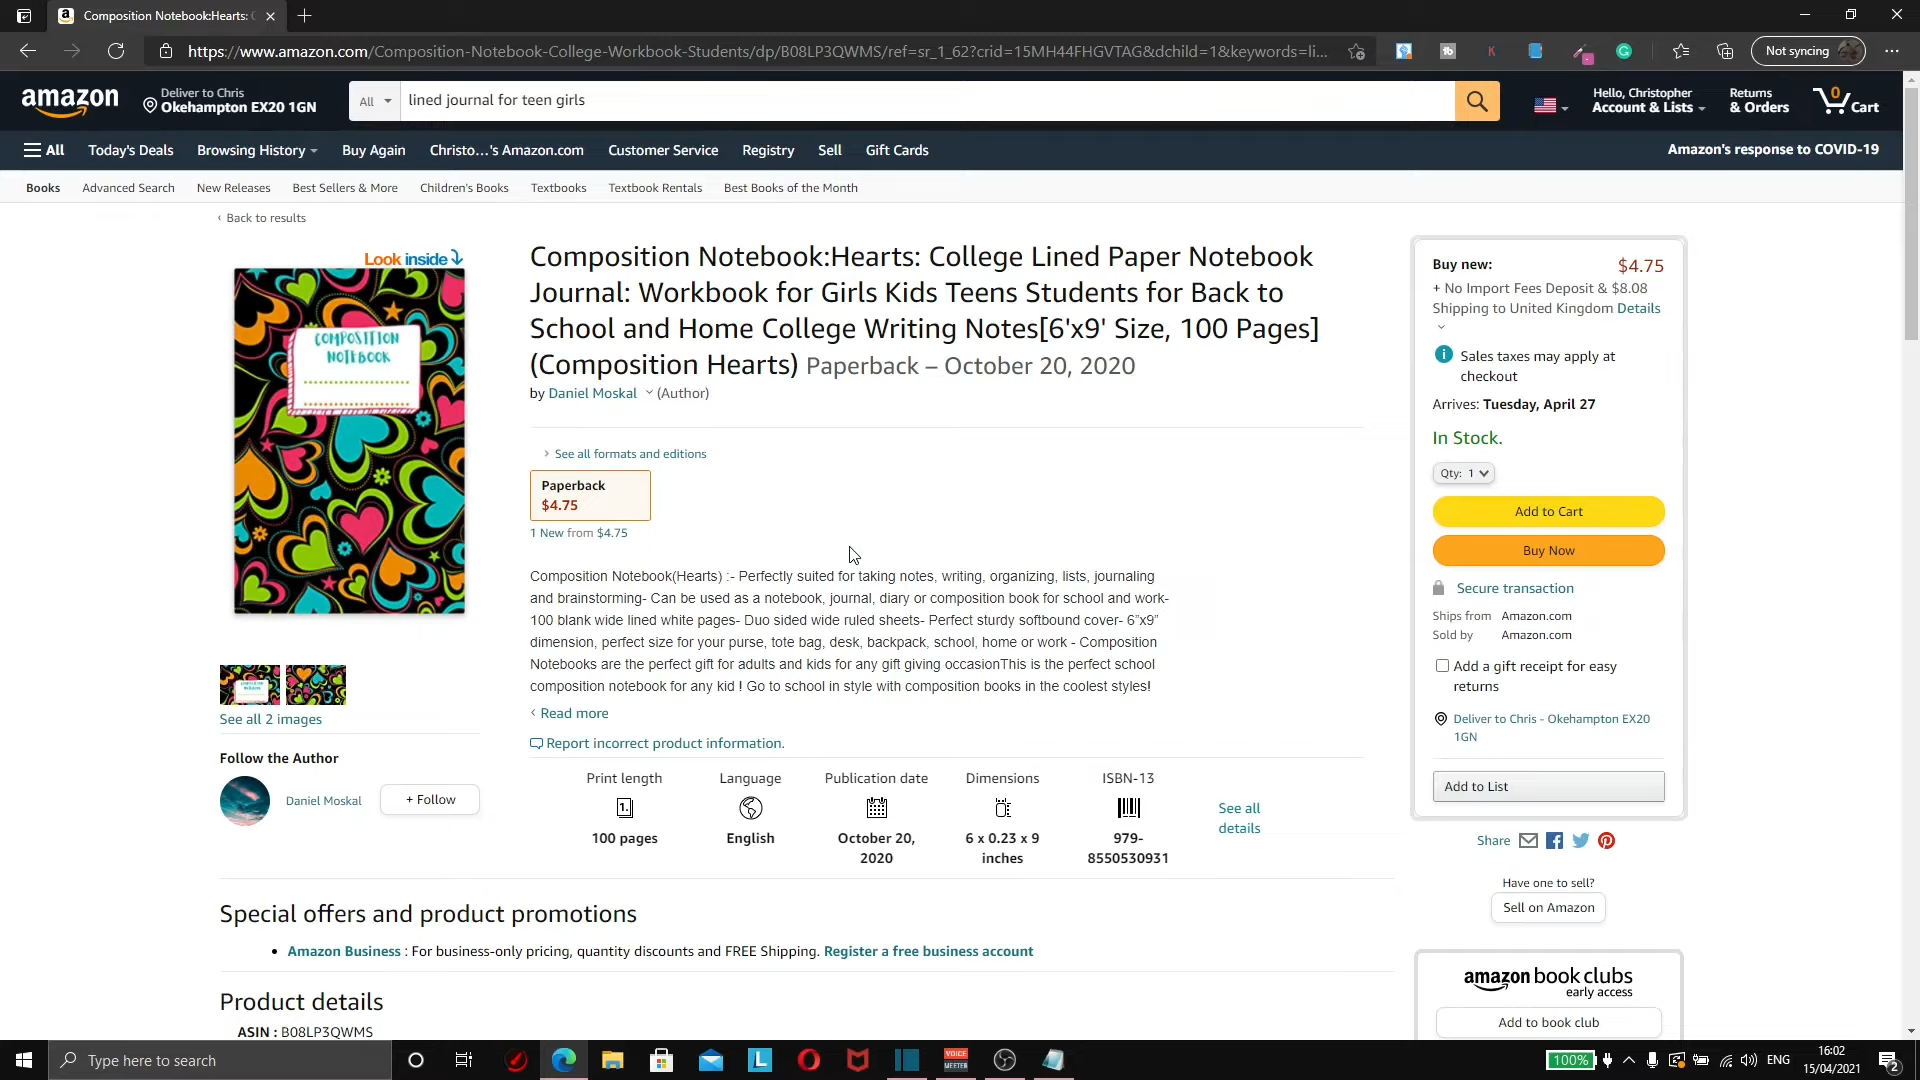 Composition Notebook:Hearts: C
https://www.amazon.com/Composition-Notebook-College-Workbook-Students/dp/B08LP3QWMS/ref=sr_1_62?crid=15MH44FHGVTAG&dchild=1&keywords=li...
Not syncing
amazon
Deliver to Chris
Okehampton EX20 1GN
All
lined journal for teen girls
Hello, Christopher
Account & Lists
Returns
& Orders
0
Cart
All
Today's Deals
Browsing History
Buy Again
Christo...'s Amazon.com
Customer Service
Registry
Sell
Gift Cards
Amazon's response to COVID-19
Books
Advanced Search
New Releases
Best Sellers & More
Children's Books
Textbooks
Textbook Rentals
Best Books of the Month
‹ Back to results
Look inside
COMPOSITION
NOTEBOOK
See all 2 images
Follow the Author
Daniel Moskal
+ Follow
Composition Notebook:Hearts: College Lined Paper Notebook
Journal: Workbook for Girls Kids Teens Students for Back to
School and Home College Writing Notes[6'x9' Size, 100 Pages]
(Composition Hearts) Paperback – October 20, 2020
by Daniel Moskal (Author)
› See all formats and editions
Paperback
$4.75
1 New from $4.75
Composition Notebook(Hearts) :- Perfectly suited for taking notes, writing, organizing, lists, journaling
and brainstorming- Can be used as a notebook, journal, diary or composition book for school and work-
100 blank wide lined white pages- Duo sided wide ruled sheets- Perfect sturdy softbound cover- 6”x9”
dimension, perfect size for your purse, tote bag, desk, backpack, school, home or work - Composition
Notebooks are the perfect gift for adults and kids for any gift giving occasionThis is the perfect school
composition notebook for any kid ! Go to school in style with composition books in the coolest styles!
‹ Read more
Report incorrect product information.
Print length
1.
100 pages
Language
English
Publication date
October 20,
2020
Dimensions
6 x 0.23 x 9
inches
ISBN-13
979-
8550530931
See all
details
Buy new:
$4.75
+ No Import Fees Deposit & $8.08
Shipping to United Kingdom Details
Sales taxes may apply at
checkout
Arrives: Tuesday, April 27
In Stock.
Qty: 1
Add to Cart
Buy Now
Secure transaction
Ships from Amazon.com
Sold by Amazon.com
Add a gift receipt for easy
returns
Deliver to Chris - Okehampton EX20
1GN
Add to List
Share
Have one to sell?
Sell on Amazon
amazon book clubs
early access
Add to book club
Special offers and product promotions
• Amazon Business : For business-only pricing, quantity discounts and FREE Shipping. Register a free business account
Product details
ASIN : B08LP3QWMS
Type here to search
L
VOICE
MEETER
100%
ENG
16:02
15/04/2021
2